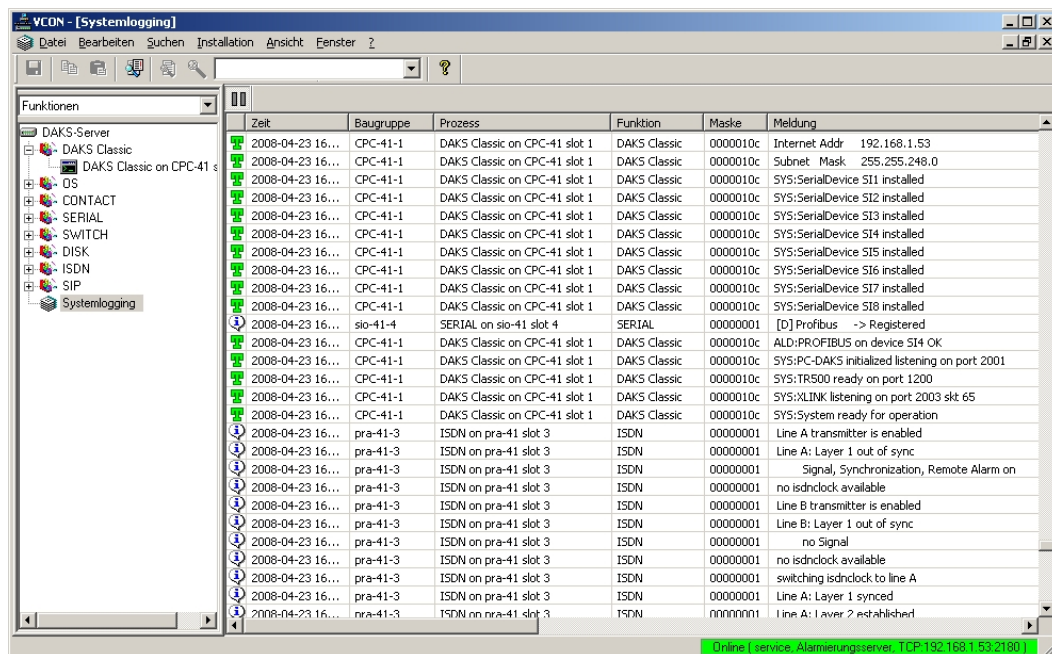 VCON - [Systemlogging]
Datei Bearbeiten Suchen Installation Ansicht Fenster ?
Funktionen
DAKS-Server
DAKS Classic
DAKS Classic on CPC-41 s
OS
CONTACT
SERIAL
SWITCH
DISK
ISDN
SIP
Systemlogging
Zeit Baugruppe Prozess Funktion Maske Meldung
2008-04-23 16... CPC-41-1 DAKS Classic on CPC-41 slot 1 DAKS Classic 0000010c Internet Addr 192.168.1.53
2008-04-23 16... CPC-41-1 DAKS Classic on CPC-41 slot 1 DAKS Classic 0000010c Subnet Mask 255.255.248.0
2008-04-23 16... CPC-41-1 DAKS Classic on CPC-41 slot 1 DAKS Classic 0000010c SYS:SerialDevice SI1 installed
2008-04-23 16... CPC-41-1 DAKS Classic on CPC-41 slot 1 DAKS Classic 0000010c SYS:SerialDevice SI2 installed
2008-04-23 16... CPC-41-1 DAKS Classic on CPC-41 slot 1 DAKS Classic 0000010c SYS:SerialDevice SI3 installed
2008-04-23 16... CPC-41-1 DAKS Classic on CPC-41 slot 1 DAKS Classic 0000010c SYS:SerialDevice SI4 installed
2008-04-23 16... CPC-41-1 DAKS Classic on CPC-41 slot 1 DAKS Classic 0000010c SYS:SerialDevice SI5 installed
2008-04-23 16... CPC-41-1 DAKS Classic on CPC-41 slot 1 DAKS Classic 0000010c SYS:SerialDevice SI6 installed
2008-04-23 16... CPC-41-1 DAKS Classic on CPC-41 slot 1 DAKS Classic 0000010c SYS:SerialDevice SI7 installed
2008-04-23 16... CPC-41-1 DAKS Classic on CPC-41 slot 1 DAKS Classic 0000010c SYS:SerialDevice SI8 installed
2008-04-23 16... sio-41-4 SERIAL on sio-41 slot 4 SERIAL 00000001 [D] Profibus -> Registered
2008-04-23 16... CPC-41-1 DAKS Classic on CPC-41 slot 1 DAKS Classic 0000010c ALD:PROFIBUS on device SI4 OK
2008-04-23 16... CPC-41-1 DAKS Classic on CPC-41 slot 1 DAKS Classic 0000010c SYS:PC-DAKS initialized listening on port 2001
2008-04-23 16... CPC-41-1 DAKS Classic on CPC-41 slot 1 DAKS Classic 0000010c SYS:TR500 ready on port 1200
2008-04-23 16... CPC-41-1 DAKS Classic on CPC-41 slot 1 DAKS Classic 0000010c SYS:XLINK listening on port 2003 skt 65
2008-04-23 16... CPC-41-1 DAKS Classic on CPC-41 slot 1 DAKS Classic 0000010c SYS:System ready for operation
2008-04-23 16... pra-41-3 ISDN on pra-41 slot 3 ISDN 00000001 Line A transmitter is enabled
2008-04-23 16... pra-41-3 ISDN on pra-41 slot 3 ISDN 00000001 Line A: Layer 1 out of sync
2008-04-23 16... pra-41-3 ISDN on pra-41 slot 3 ISDN 00000001 Signal, Synchronization, Remote Alarm on
2008-04-23 16... pra-41-3 ISDN on pra-41 slot 3 ISDN 00000001 no isdnclock available
2008-04-23 16... pra-41-3 ISDN on pra-41 slot 3 ISDN 00000001 Line B transmitter is enabled
2008-04-23 16... pra-41-3 ISDN on pra-41 slot 3 ISDN 00000001 Line B: Layer 1 out of sync
2008-04-23 16... pra-41-3 ISDN on pra-41 slot 3 ISDN 00000001 no Signal
2008-04-23 16... pra-41-3 ISDN on pra-41 slot 3 ISDN 00000001 no isdnclock available
2008-04-23 16... pra-41-3 ISDN on pra-41 slot 3 ISDN 00000001 switching isdnclock to line A
2008-04-23 16... pra-41-3 ISDN on pra-41 slot 3 ISDN 00000001 Line A: Layer 1 synced
2008-04-23 16... pra-41-3 ISDN on pra-41 slot 3 ISDN 00000001 Line A: Layer 2 established
Online ( service, Alarmierungsserver, TCP:192.168.1.53:2180 )